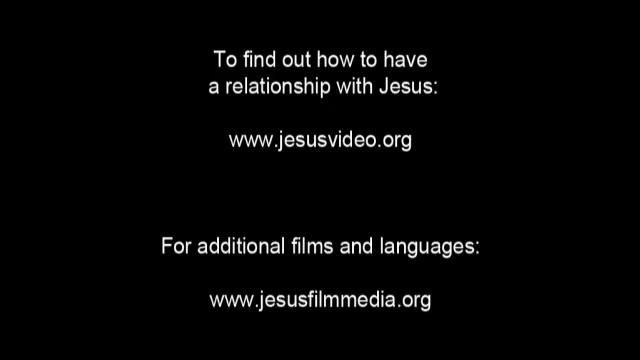 To find out how to have
a relationship with Jesus:
www.jesusvideo.org
For additional films and languages:
www.jesusfilmmedia.org